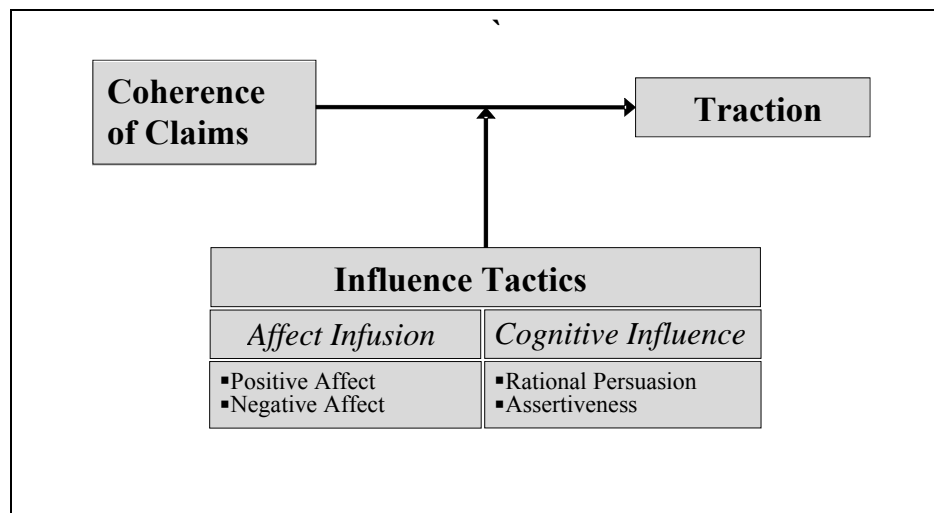 `
Coherence
of Claims
Traction
Influence Tactics
Affect Infusion
Cognitive Influence
▪Positive Affect
▪Negative Affect
▪Rational Persuasion
▪Assertiveness